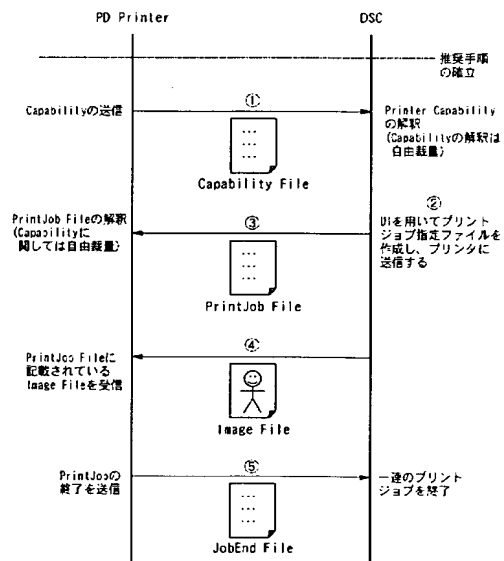 PD Printer
DSC
推奨手順
の確立
Capabilityの送信
①
Printer Capability
の解釈
(Capabilityの解釈は
自由裁量)
Capability File
PrintJob Fileの解釈
(Capabilityに
関しては自由裁量)
③
②
UIを用いてプリント
ジョブ指定ファイルを
作成し、プリンタに
送信する
PrintJob File
PrintJob Fileに
記載されている
Image Fileを受信
④
Image File
PrintJobの
終了を送信
⑤
一連のプリント
ジョブを終了
JobEnd File